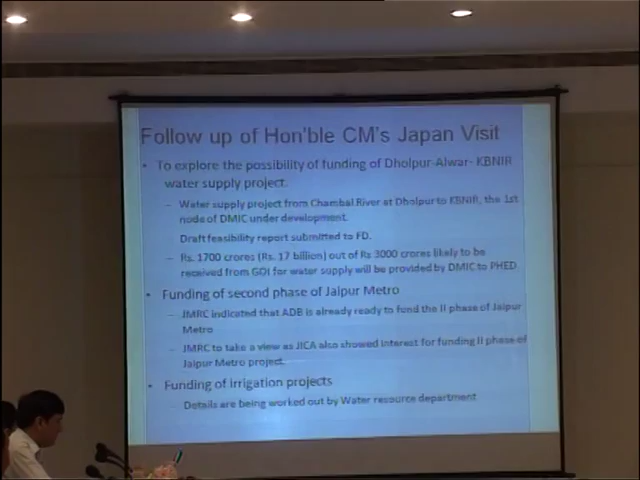 Follow up of Hon'ble CM's Japan Visit
• To explore the possibility of funding of Dholpur-Alwar- KBNIR
water supply project.
– Water supply project from Chambal River at Dholpur to KBNIR, the 1st
node of DMIC under development.
Draft feasibility report submitted to FD.
– Rs. 1700 crores (Rs. 17 billion) out of Rs 3000 crores likely to be
received from GOI for water supply will be provided by DMIC to PHED
• Funding of second phase of Jaipur Metro
– JMRC indicated that ADB is already ready to fund the II phase of Jaipur
Metro
– JMRC to take a view as JICA also showed interest for funding II phase of
Jaipur Metro project.
• Funding of irrigation projects
– Details are being worked out by Water resource department